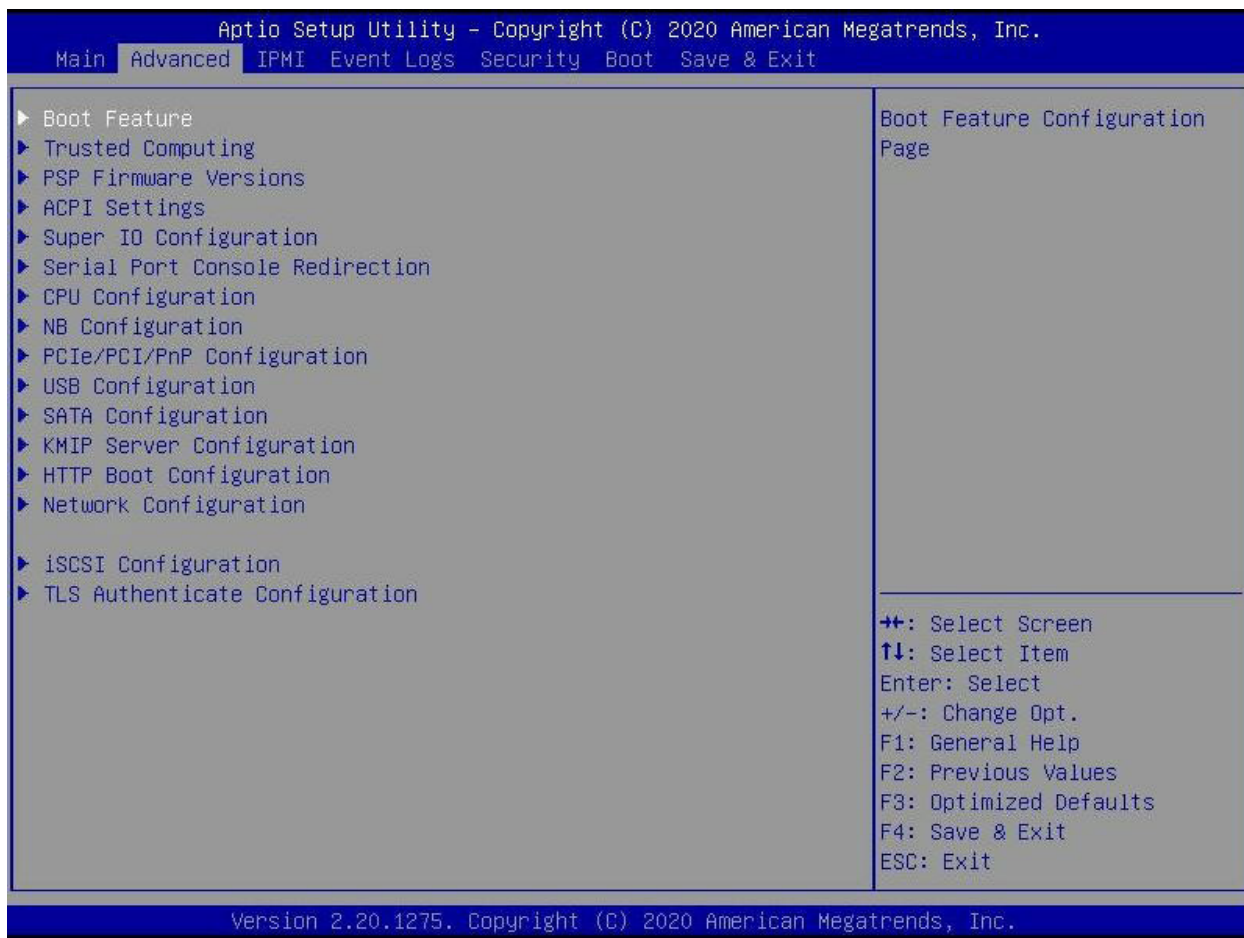 Aptio Setup Utility – Copyright (C) 2020 American Megatrends, Inc.
Main Advanced IPMI Event Logs Security Boot Save & Exit
Boot Feature
Trusted Computing
PSP Firmware Versions
ACPI Settings
Super IO Configuration
Serial Port Console Redirection
CPU Configuration
NB Configuration
PCIe/PCI/PnP Configuration
USB Configuration
SATA Configuration
KMIP Server Configuration
HTTP Boot Configuration
Network Configuration
iSCSI Configuration
TLS Authenticate Configuration
Boot Feature Configuration
Page
→←: Select Screen
↑↓: Select Item
Enter: Select
+/-: Change Opt.
F1: General Help
F2: Previous Values
F3: Optimized Defaults
F4: Save & Exit
ESC: Exit
Version 2.20.1275. Copyright (C) 2020 American Megatrends, Inc.